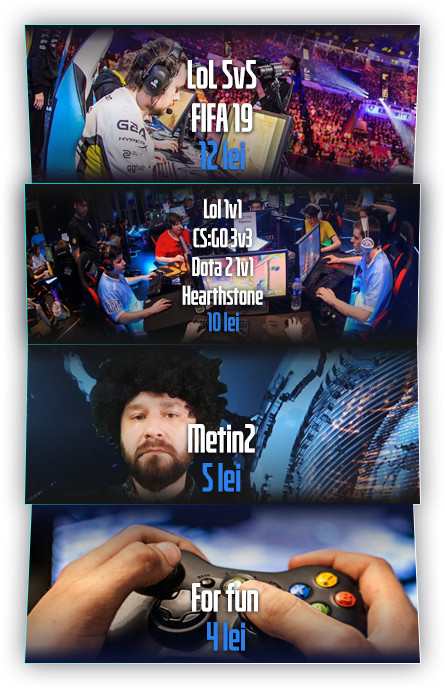 LoL 5v5
FIFA 19
12 lei
G2A
Lol 1v1
CS:GO 3v3
Dota 2 1v1
Hearthstone
10 lei
Metin2
5 lei
For fun
4 lei